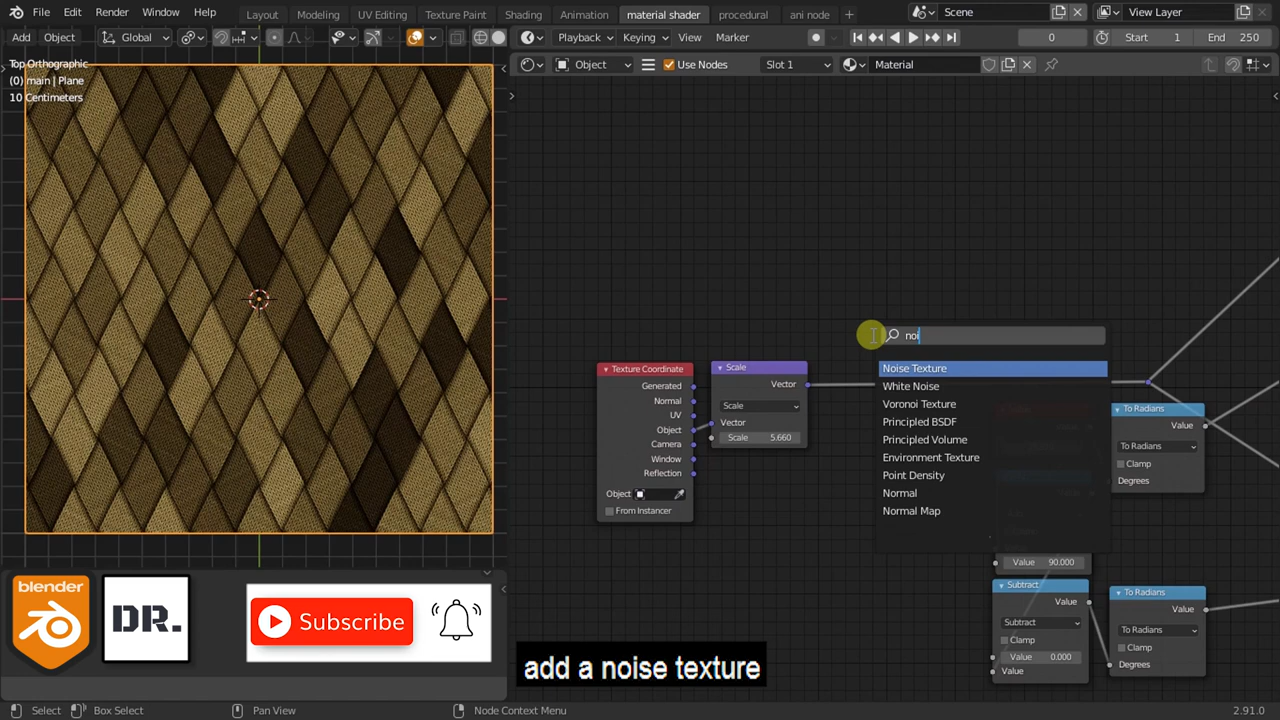 File Edit Render Window Help Layout Modeling UV Editing Texture Paint Shading Animation material shader procedural ani node + Scene View Layer
Add Object Global Playback Keying View Marker 0 Start 1 End 250
Object Use Nodes Slot 1 Material
Top Orthographic
(0) main | Plane
10 Centimeters
noi
Noise Texture
White Noise
Voronoi Texture
Principled BSDF
Principled Volume
Environment Texture
Point Density
Normal
Normal Map
Texture Coordinate
Generated
Normal
UV
Object
Camera
Window
Reflection
Object
From Instancer
Scale
Vector
Scale
Vector
Scale 5.660
To Radians
Value
To Radians
Clamp
Degrees
Value 90.000
Subtract
Value
Subtract
Clamp
Value 0.000
Value
To Radians
Value
To Radians
Clamp
Degrees
blender
DR.
Subscribe
add a noise texture
Select Box Select Pan View Node Context Menu 2.91.0